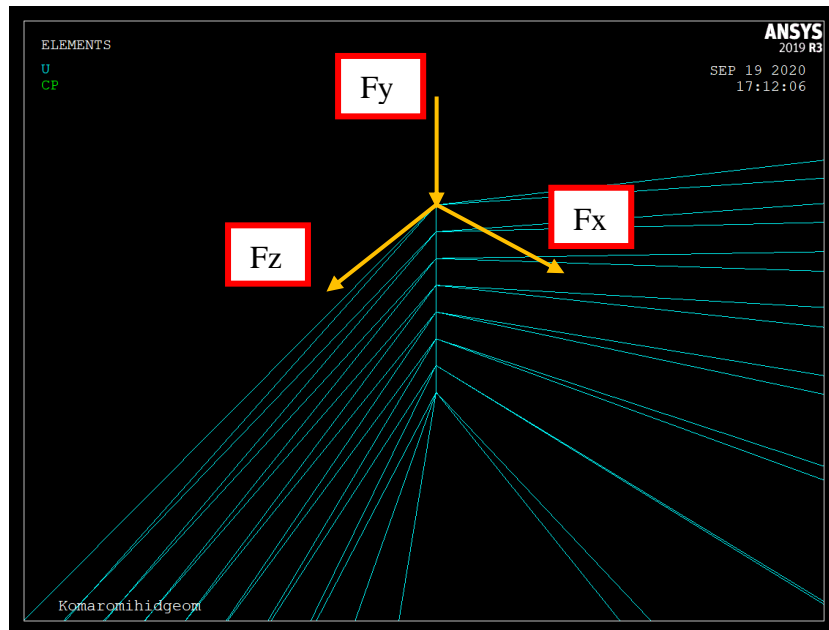 ELEMENTS
U
CP
ANSYS
2019 R3
SEP 19 2020
17:12:06
Fy
Fx
Fz
Komaromihidgeom